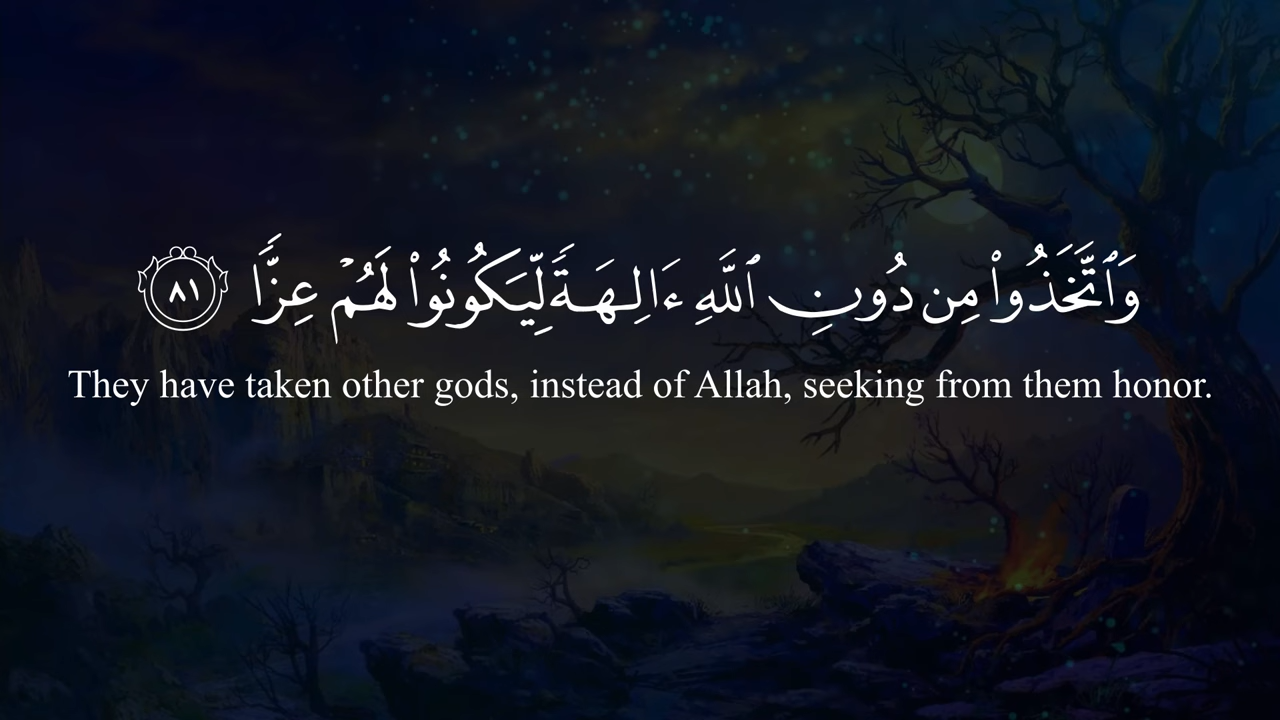 وَٱتَّخَذُوا۟ مِن دُونِ ٱللَّهِ ءَالِهَةً لِّيَكُونُوا۟ لَهُمْ عِزًّا ٨١
They have taken other gods, instead of Allah, seeking from them honor.